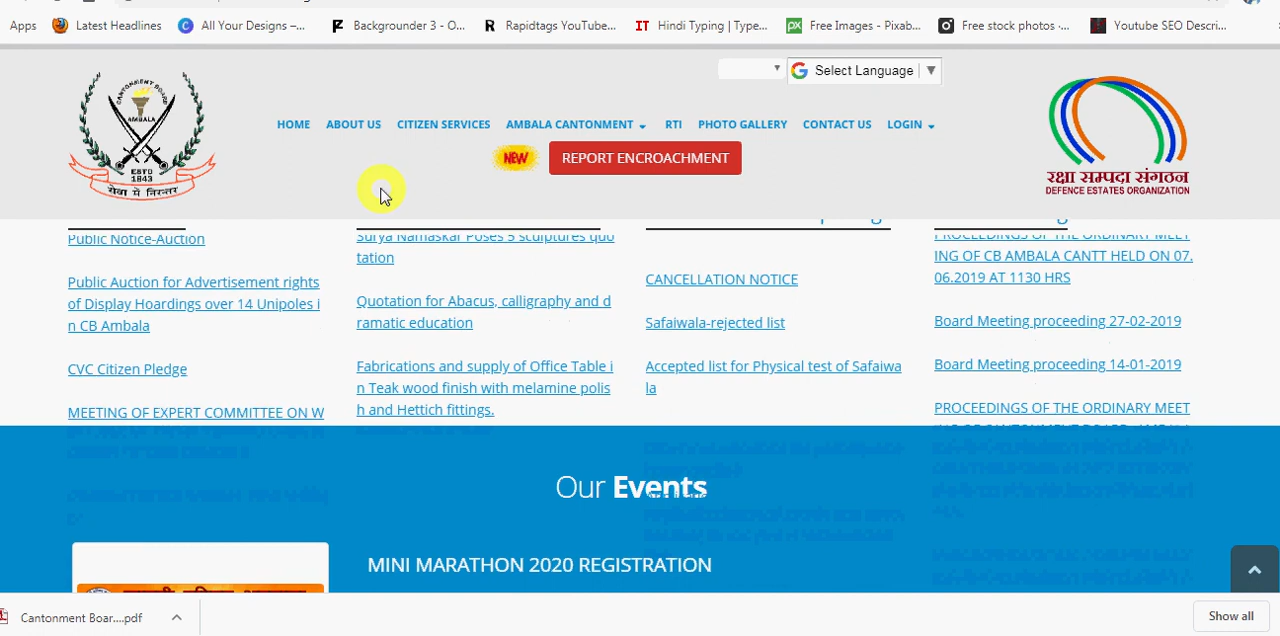 Apps
Latest Headlines
All Your Designs –...
Backgrounder 3 - O...
Rapidtags YouTube...
Hindi Typing | Type...
Free Images - Pixab...
Free stock photos ·...
Youtube SEO Descri...
Select Language
CANTONMENT BOARD
AMBALA
ESTD
1843
सेवा में निरन्तर
HOME
ABOUT US
CITIZEN SERVICES
AMBALA CANTONMENT
RTI
PHOTO GALLERY
CONTACT US
LOGIN
NEW
REPORT ENCROACHMENT
रक्षा सम्पदा संगठन
DEFENCE ESTATES ORGANIZATION
Public Notice-Auction
Public Auction for Advertisement rights
of Display Hoardings over 14 Unipoles i
n CB Ambala
CVC Citizen Pledge
MEETING OF EXPERT COMMITTEE ON W
Surya Namaskar Poses 5 sculptures quo
tation
Quotation for Abacus, calligraphy and d
ramatic education
Fabrications and supply of Office Table i
n Teak wood finish with melamine polis
h and Hettich fittings.
CANCELLATION NOTICE
Safaiwala-rejected list
Accepted list for Physical test of Safaiwa
la
PROCEEDINGS OF THE ORDINARY MEET
ING OF CB AMBALA CANTT HELD ON 07.
06.2019 AT 1130 HRS
Board Meeting proceeding 27-02-2019
Board Meeting proceeding 14-01-2019
PROCEEDINGS OF THE ORDINARY MEET
Our Events
MINI MARATHON 2020 REGISTRATION
Cantonment Boar....pdf
Show all